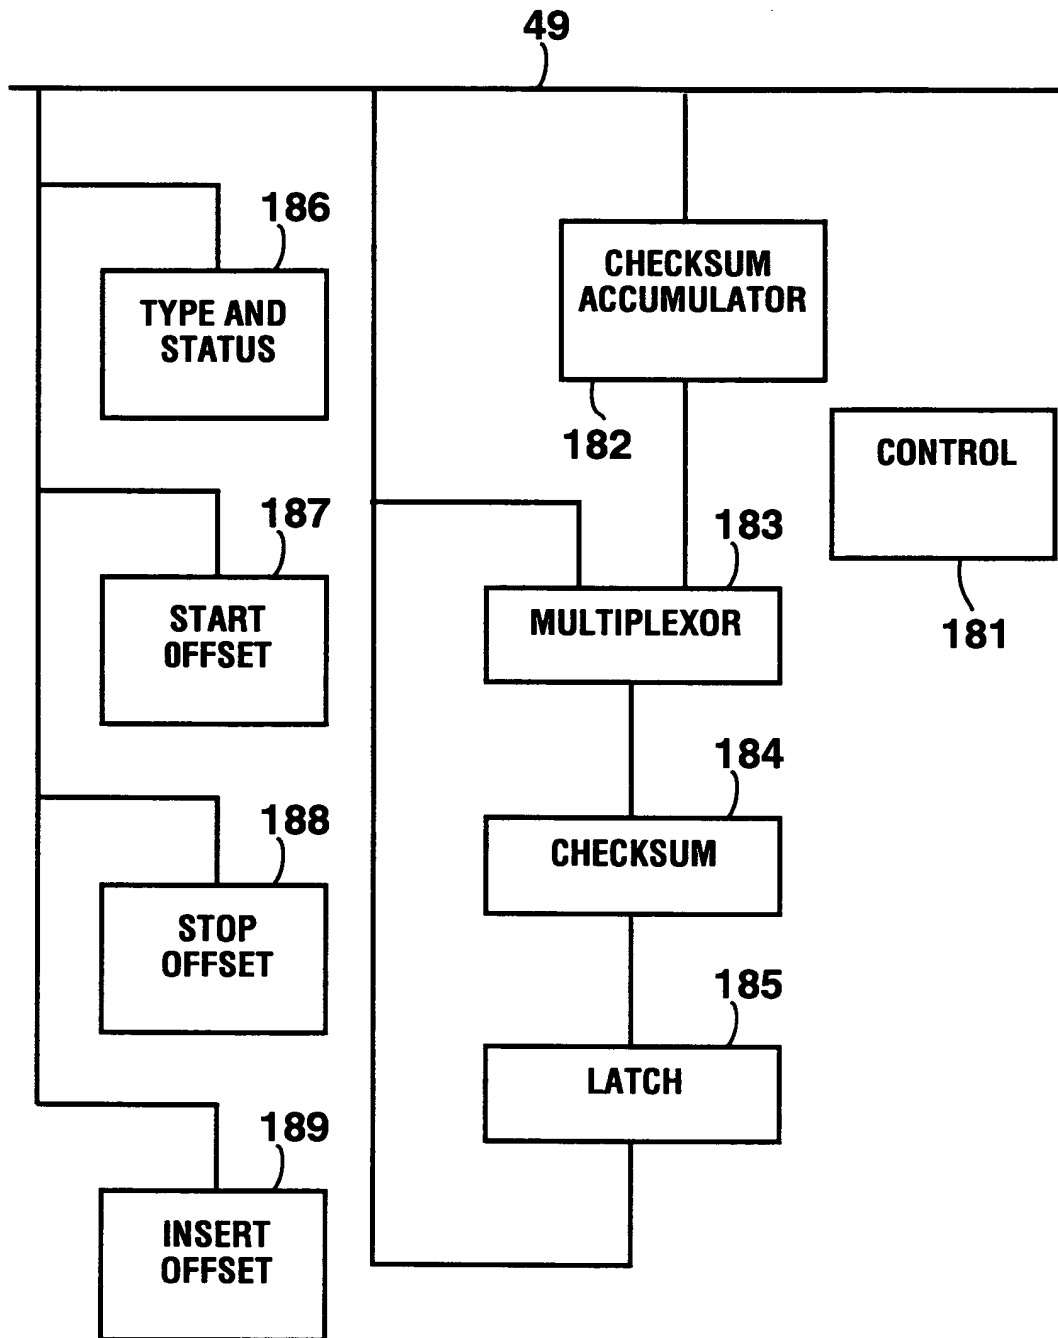 49
186
TYPE AND
STATUS
CHECKSUM
ACCUMULATOR
182
CONTROL
181
187
START
OFFSET
183
MULTIPLEXOR
184
CHECKSUM
188
STOP
OFFSET
185
LATCH
189
INSERT
OFFSET